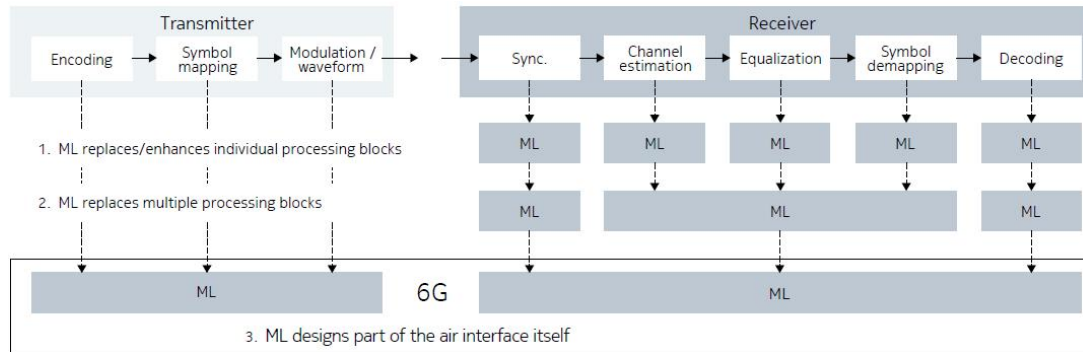 Transmitter
Receiver
Encoding
Symbol
mapping
Modulation /
waveform
Sync.
Channel
estimation
Equalization
Symbol
demapping
Decoding
1. ML replaces/enhances individual processing blocks
ML
ML
ML
ML
ML
2. ML replaces multiple processing blocks
ML
ML
ML
ML
6G
ML
3. ML designs part of the air interface itself